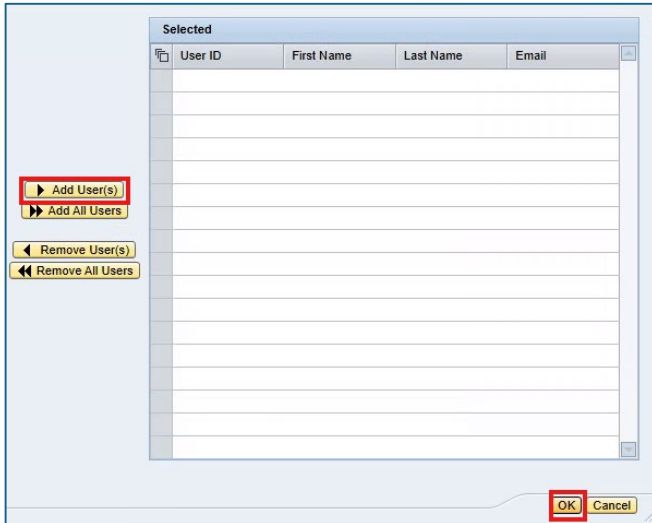 Selected
User ID First Name Last Name Email
Add User(s)
Add All Users
Remove User(s)
Remove All Users
OK Cancel